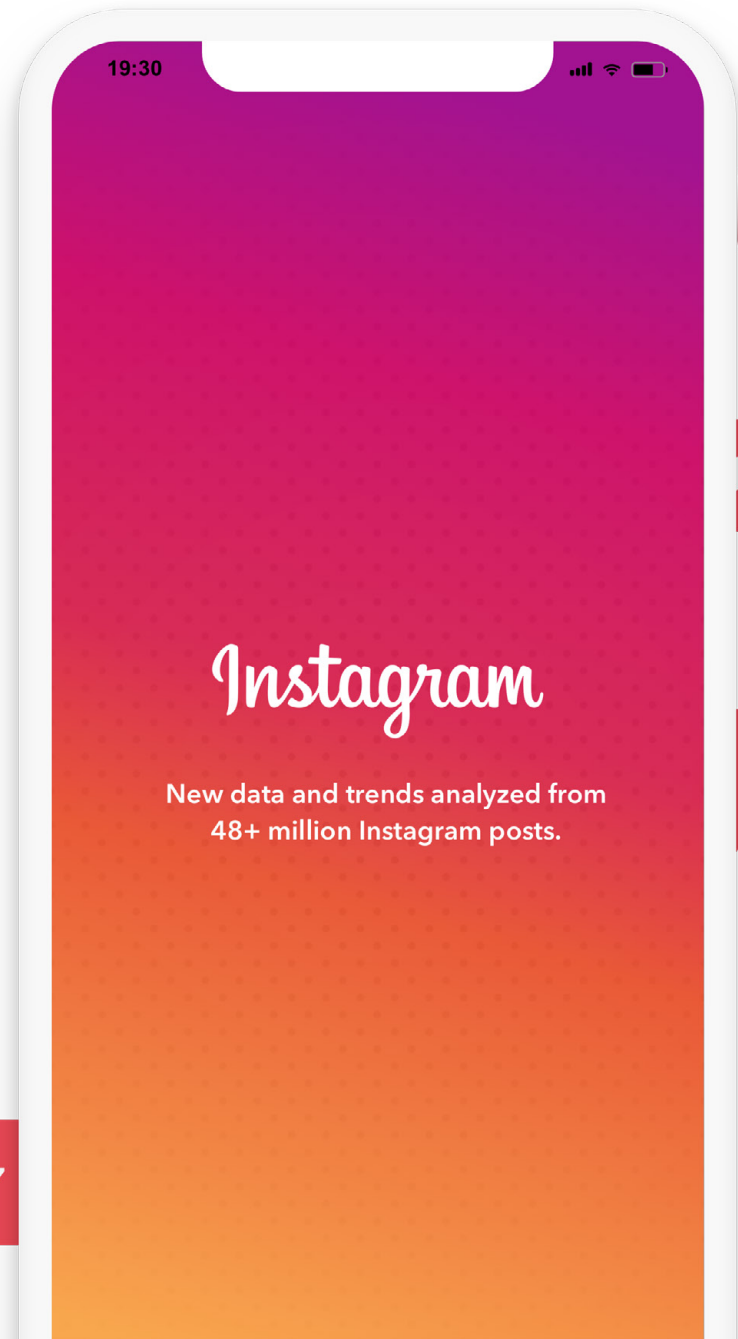 19:30
Instagram
New data and trends analyzed from
48+ million Instagram posts.